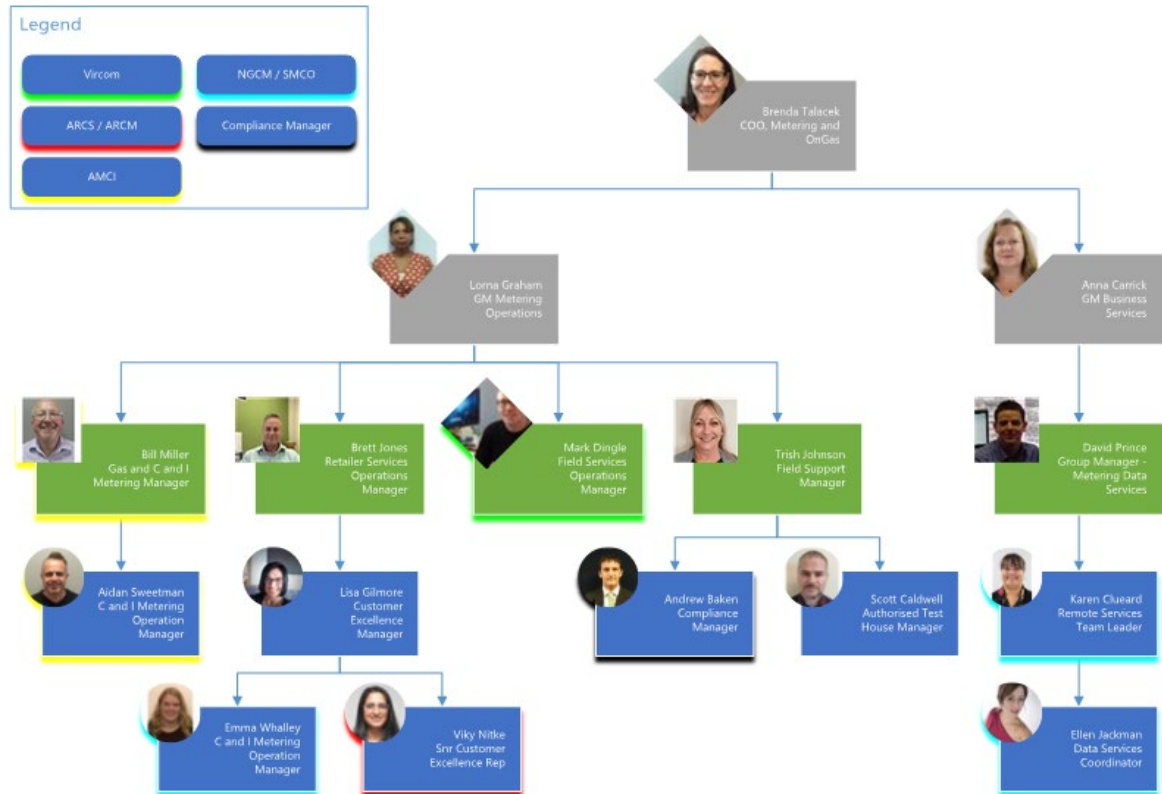 Legend
Vircom
NGCM / SMCO
ARCS / ARCM
Compliance Manager
AMCI
Brenda Talacek
COO, Metering and
OnGas
Lorna Graham
GM Metering
Operations
Anna Carrick
GM Business
Services
Bill Miller
Gas and C and I
Metering Manager
Brett Jones
Retailer Services
Operations
Manager
Mark Dingle
Field Services
Operations
Manager
Trish Johnson
Field Support
Manager
David Prince
Group Manager -
Metering Data
Services
Aidan Sweetman
C and I Metering
Operation
Manager
Lisa Gilmore
Customer
Excellence
Manager
Andrew Baken
Compliance
Manager
Scott Caldwell
Authorised Test
House Manager
Karen Clueard
Remote Services
Team Leader
Emma Whalley
C and I Metering
Operation
Manager
Viky Nitke
Snr Customer
Excellence Rep
Ellen Jackman
Data Services
Coordinator